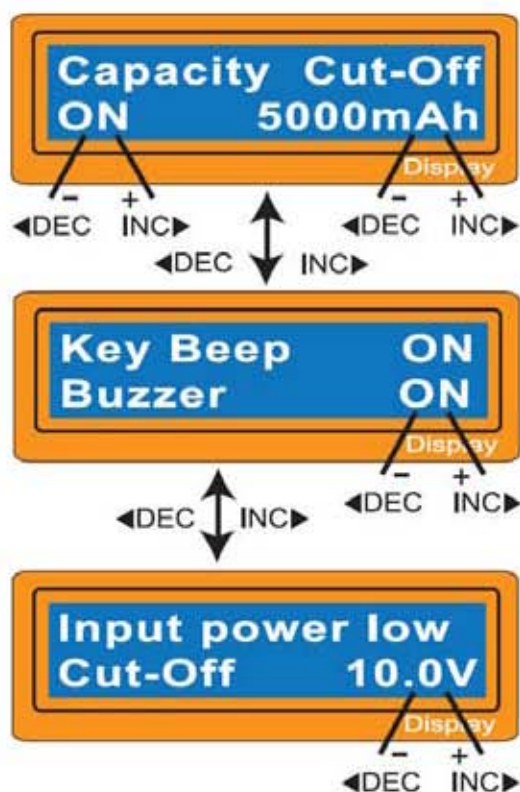 Capacity Cut-Off
ON 5000mAh
Display
- + - +
◀DEC INC▶ ◀DEC INC▶
◀DEC INC▶
Key Beep ON
Buzzer ON
Display
- +
◀DEC INC▶
◀DEC INC▶
Input power low
Cut-Off 10.0V
Display
- +
◀DEC INC▶